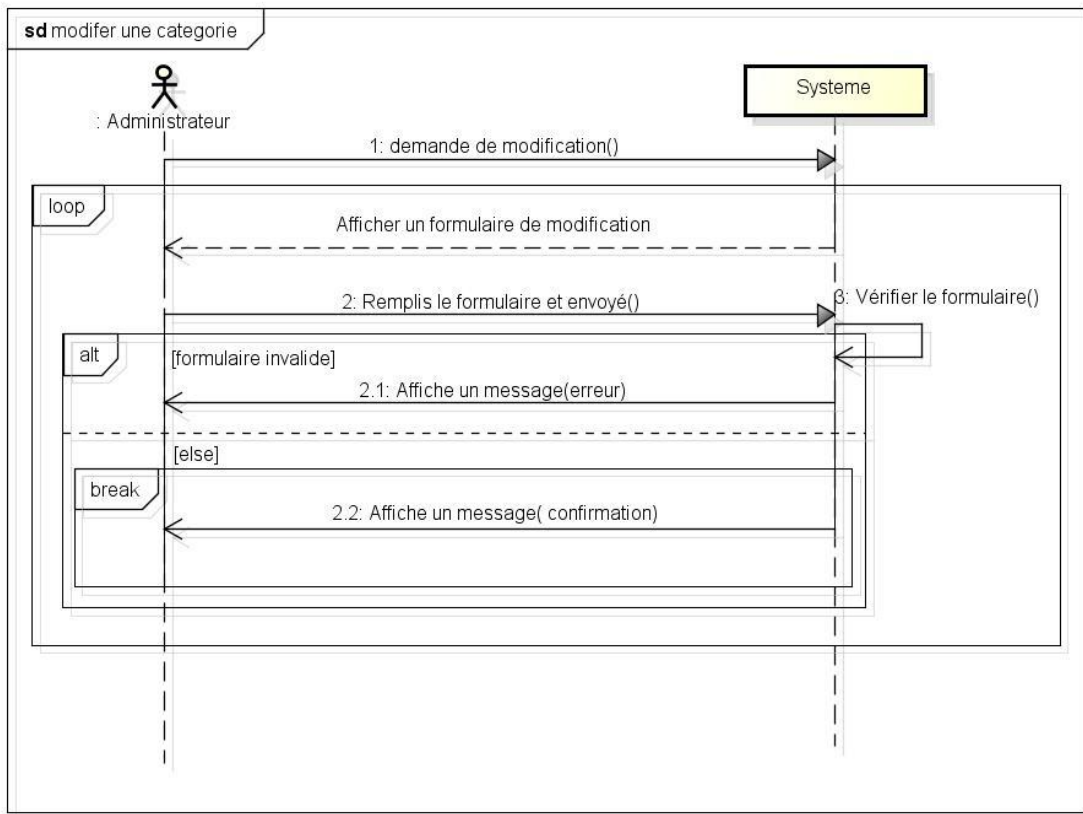 sd modifer une categorie
: Administrateur
Systeme
1: demande de modification()
loop
Afficher un formulaire de modification
2: Remplis le formulaire et envoyé()
3: Vérifier le formulaire()
alt
[formulaire invalide]
2.1: Affiche un message(erreur)
[else]
break
2.2: Affiche un message( confirmation)